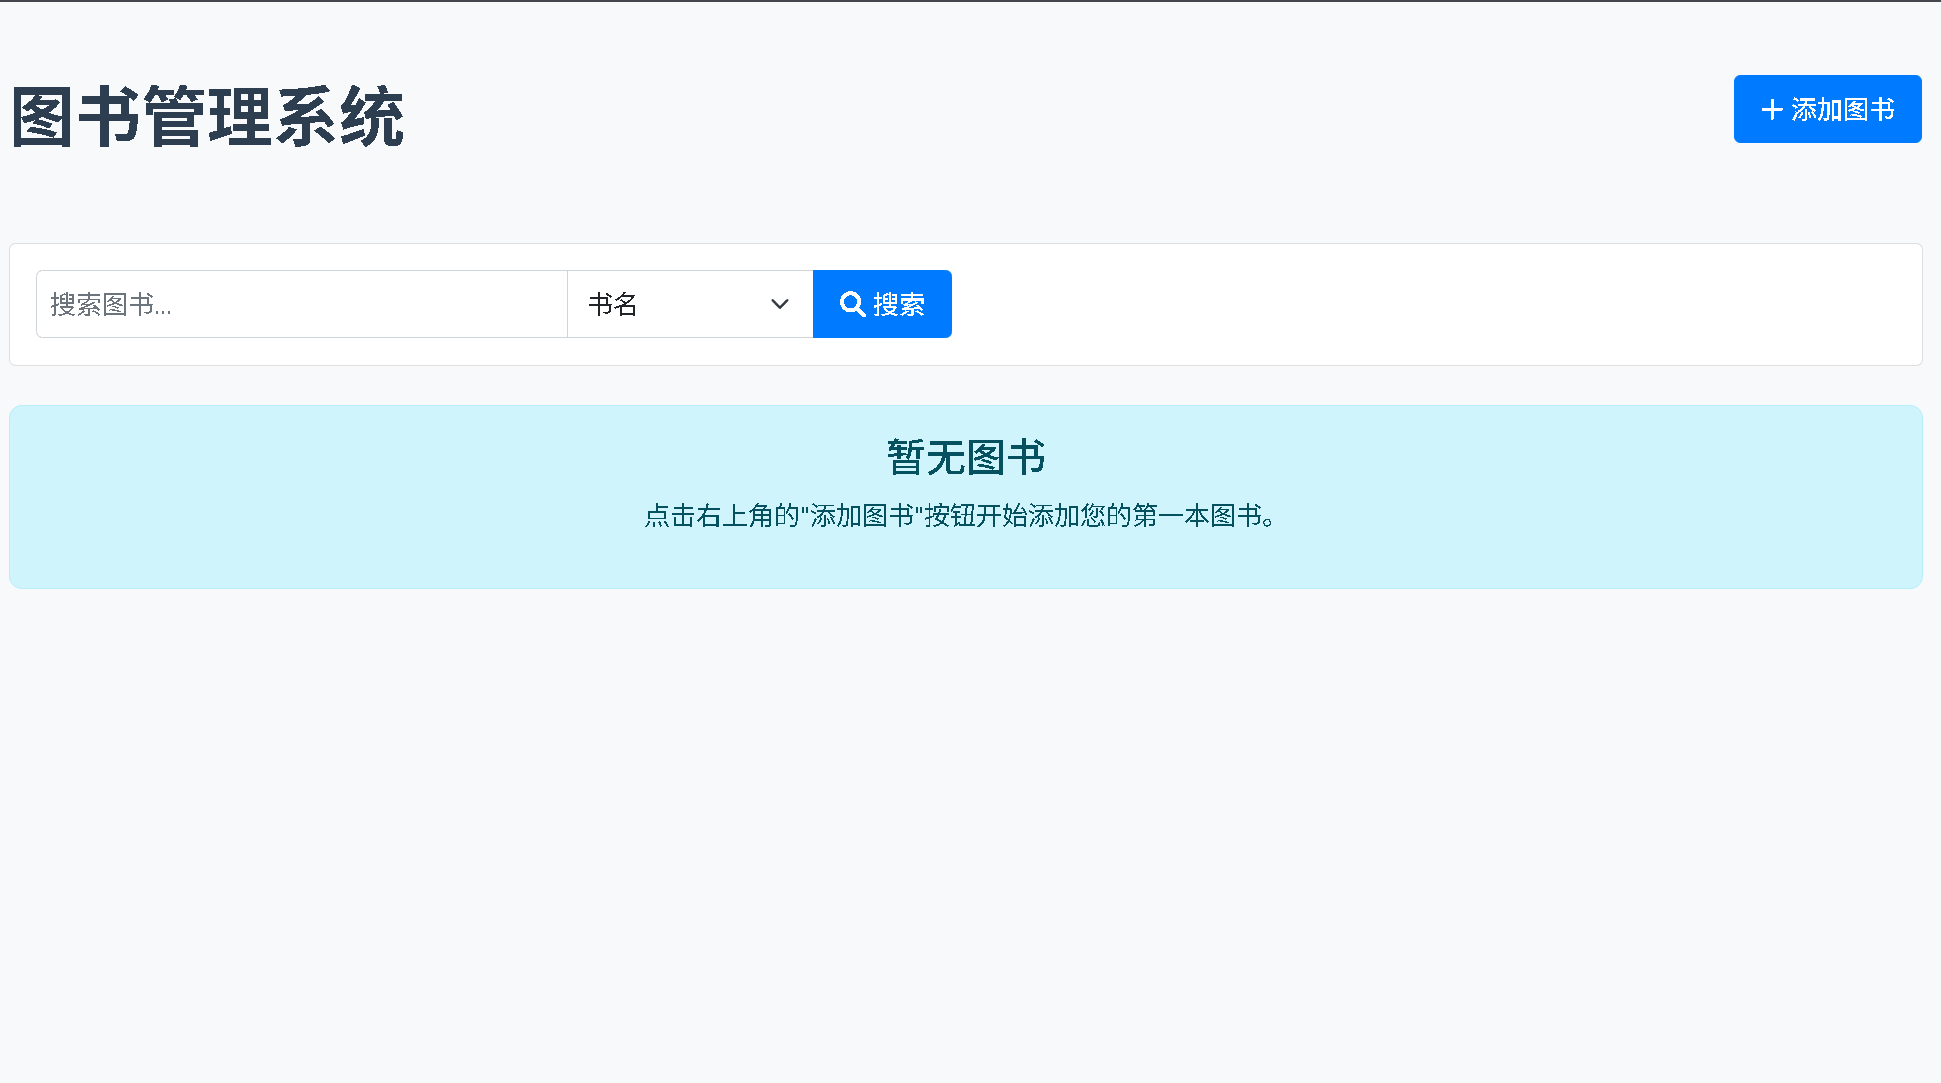 图书管理系统
添加图书
搜索图书...
书名
搜索
暂无图书
点击右上角的"添加图书"按钮开始添加您的第一本图书。